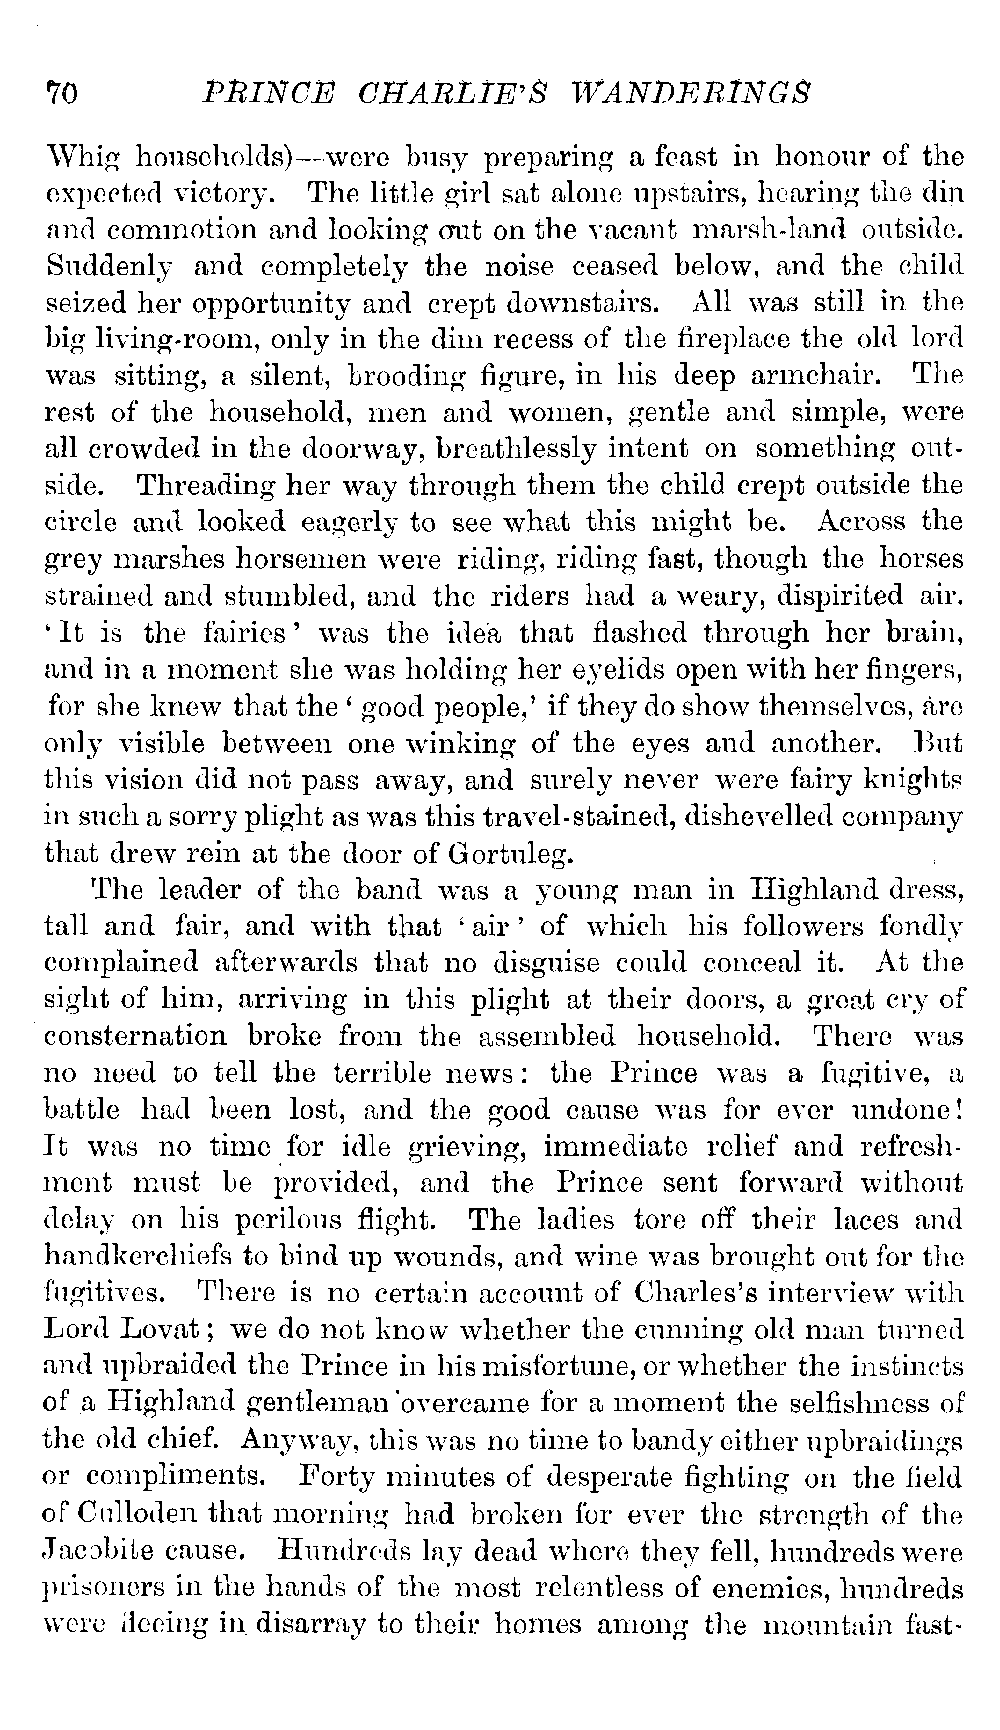 70 PRINCE CHARLIE'S WANDERINGS
Whig households)—were busy preparing a feast in honour of the
expected victory. The little girl sat alone upstairs, hearing the din
and commotion and looking out on the vacant marsh-land outside.
Suddenly and completely the noise ceased below, and the child
seized her opportunity and crept downstairs. All was still in the
big living-room, only in the dim recess of the fireplace the old lord
was sitting, a silent, brooding figure, in his deep armchair. The
rest of the household, men and women, gentle and simple, were
all crowded in the doorway, breathlessly intent on something out-
side. Threading her way through them the child crept outside the
circle and looked eagerly to see what this might be. Across the
grey marshes horsemen were riding, riding fast, though the horses
strained and stumbled, and the riders had a weary, dispirited air.
‘It is the fairies’ was the idea that flashed through her brain,
and in a moment she was holding her eyelids open with her fingers,
for she knew that the ‘good people,’ if they do show themselves, are
only visible between one winking of the eyes and another. But
this vision did not pass away, and surely never were fairy knights
in such a sorry plight as was this travel-stained, dishevelled company
that drew rein at the door of Gortuleg.
The leader of the band was a young man in Highland dress,
tall and fair, and with that ‘air’ of which his followers fondly
complained afterwards that no disguise could conceal it. At the
sight of him, arriving in this plight at their doors, a great cry of
consternation broke from the assembled household. There was
no need to tell the terrible news: the Prince was a fugitive, a
battle had been lost, and the good cause was for ever undone!
It was no time for idle grieving, immediate relief and refresh-
ment must be provided, and the Prince sent forward without
delay on his perilous flight. The ladies tore off their laces and
handkerchiefs to bind up wounds, and wine was brought out for the
fugitives. There is no certain account of Charles's interview with
Lord Lovat; we do not know whether the cunning old man turned
and upbraided the Prince in his misfortune, or whether the instincts
of a Highland gentleman overcame for a moment the selfishness of
the old chief. Anyway, this was no time to bandy either upbraidings
or compliments. Forty minutes of desperate fighting on the field
of Culloden that morning had broken for ever the strength of the
Jacobite cause. Hundreds lay dead where they fell, hundreds were
prisoners in the hands of the most relentless of enemies, hundreds
were fleeing in disarray to their homes among the mountain fast-